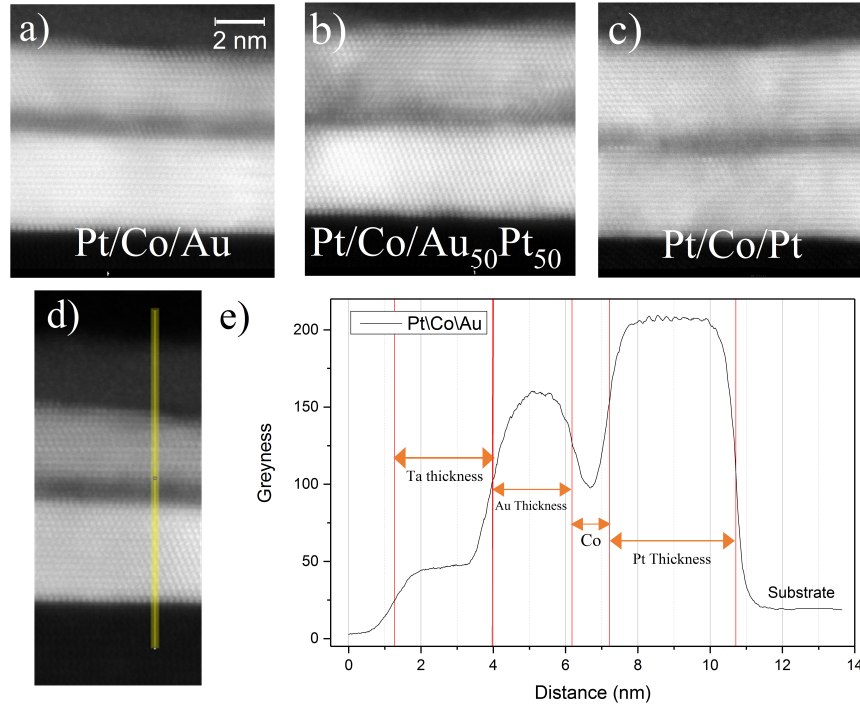 a)
2 nm
Pt/Co/Au
b)
Pt/Co/Au50Pt50
c)
Pt/Co/Pt
d)
e)
Pt\Co\Au
Greyness
200
150
100
50
0
Ta thickness
Au Thickness
Co
Pt Thickness
Substrate
0 2 4 6 8 10 12 14
Distance (nm)